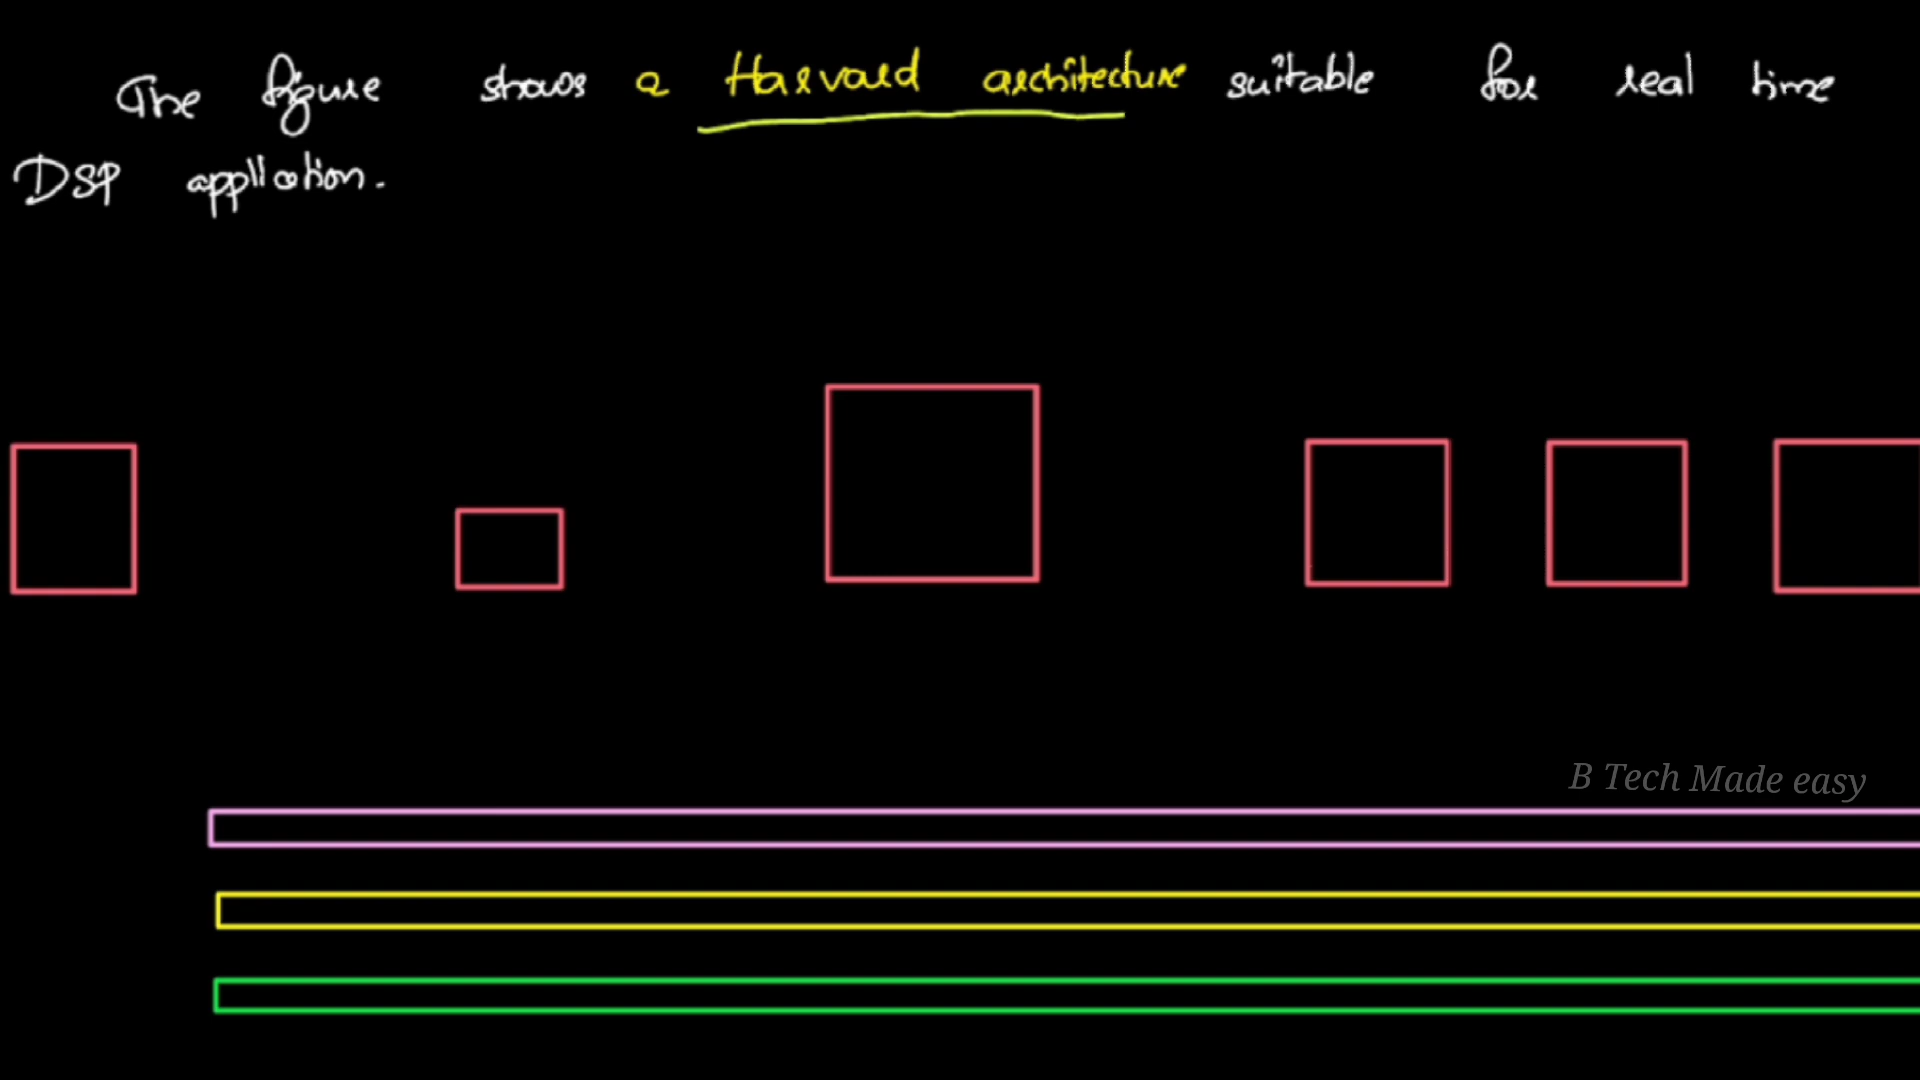 The figure shows a Harvard architecture suitable for real time
DSP application.
B Tech Made easy